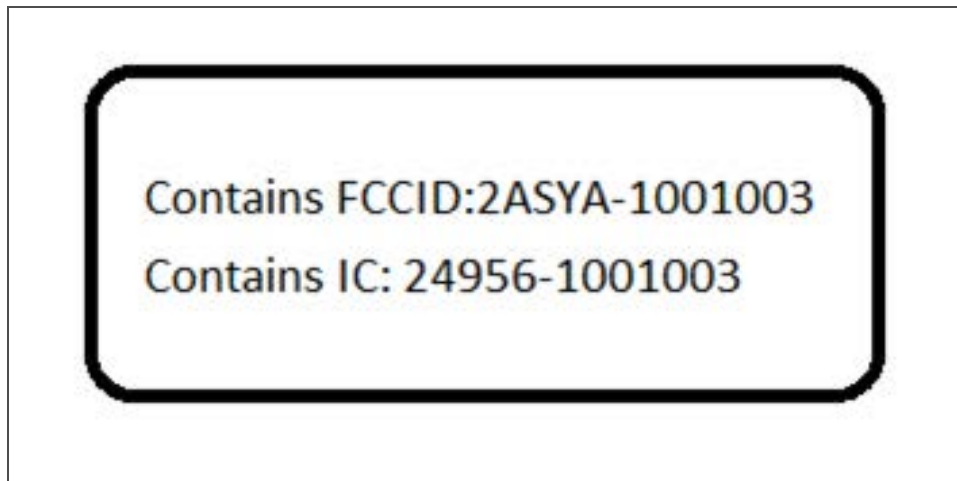 Contains FCCID:2ASYA-1001003
Contains IC: 24956-1001003